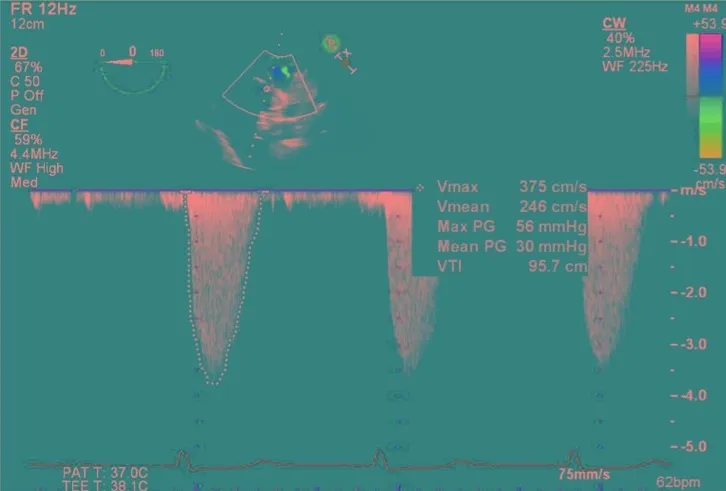 FR 12Hz
12cm
2D
67%
C 50
P Off
Gen
CF
59%
4.4MHz
WF High
Med
0 0 180
CW
40%
2.5MHz
WF 225Hz
M4 M4
+53.9
-53.9
cm/s
m/s
Vmax 375 cm/s
Vmean 246 cm/s
Max PG 56 mmHg
Mean PG 30 mmHg
VTI 95.7 cm
-1.0
-2.0
-3.0
-4.0
-5.0
PAT T: 37.0C
TEE T: 38.1C
75mm/s
62bpm